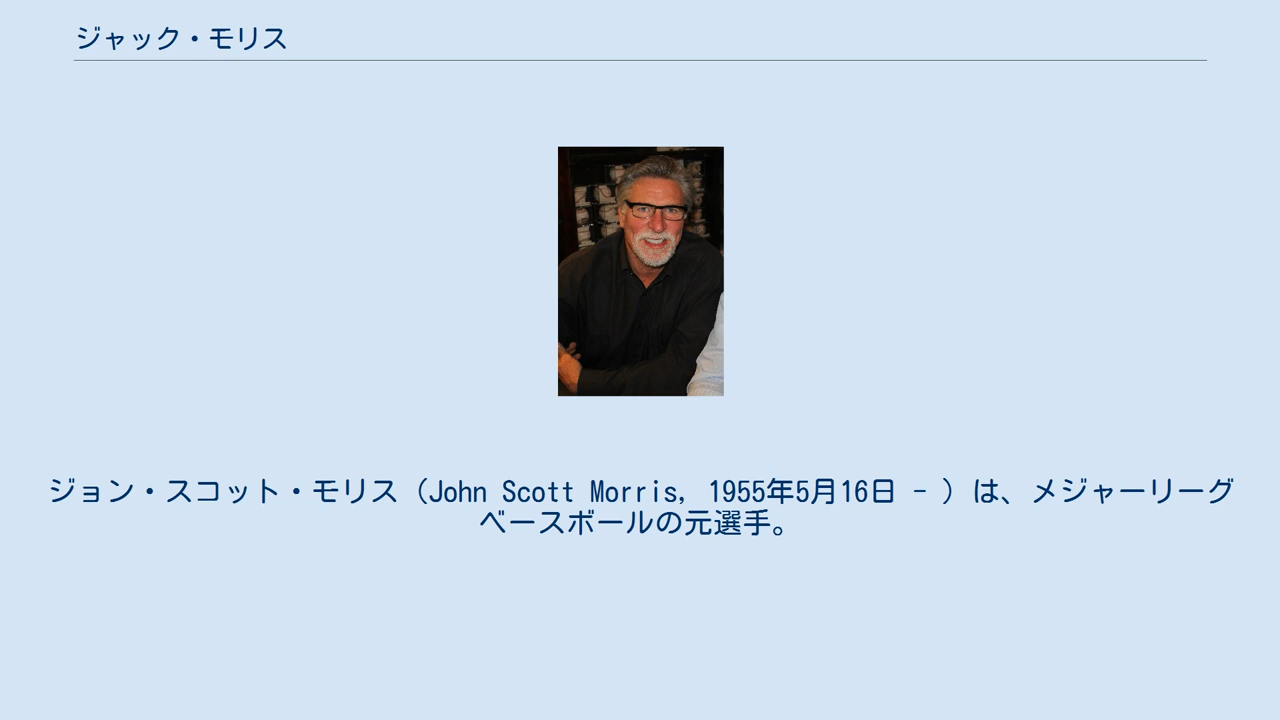 ジャック・モリス
ジョン・スコット・モリス（John Scott Morris, 1955年5月16日 - ）は、メジャーリーグ
ベースボールの元選手。